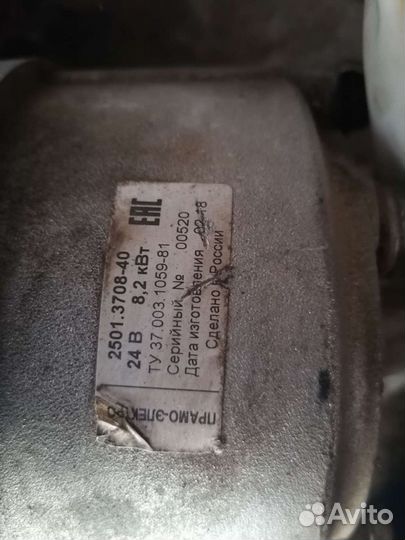 ПРАМО-ЭЛЕКТРО
2501.3708-40
24 В 8,2 кВт
ТУ 37.003.1059-81
Серийный № 00520
Дата изготовления 02.18
Сделано в России
EAC
Avito